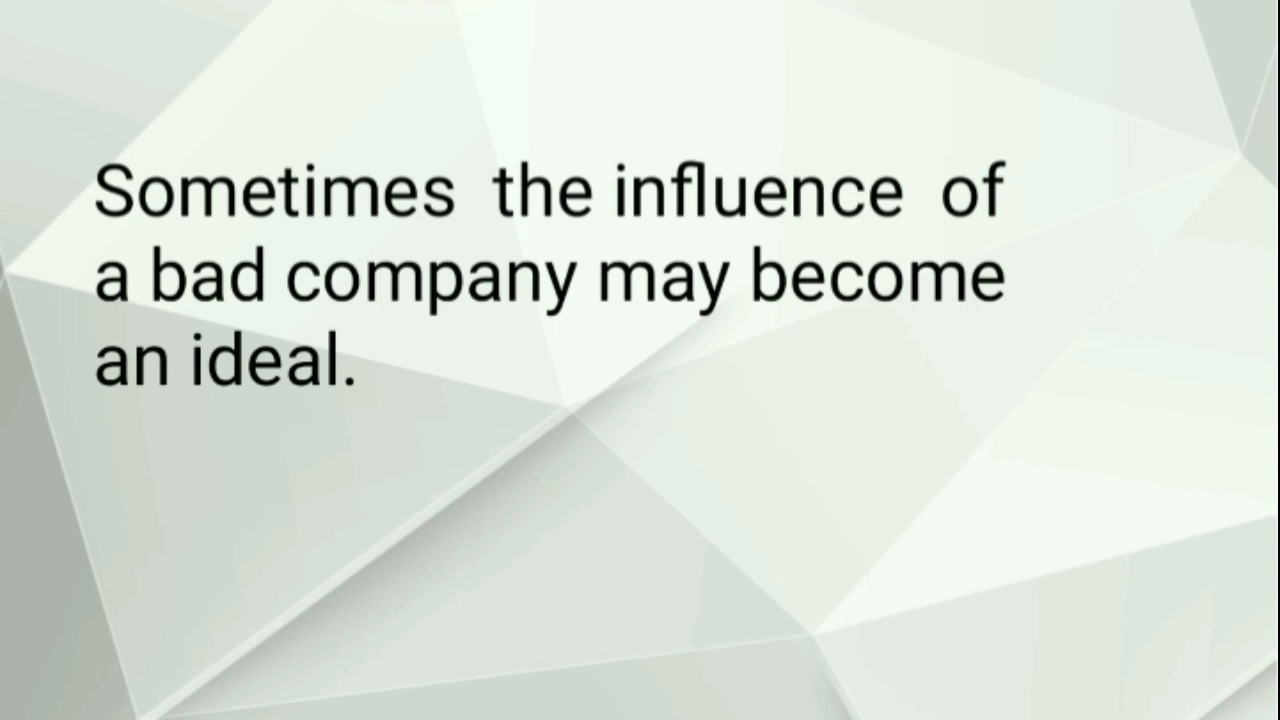 Sometimes  the influence  of
a bad company may become
an ideal.